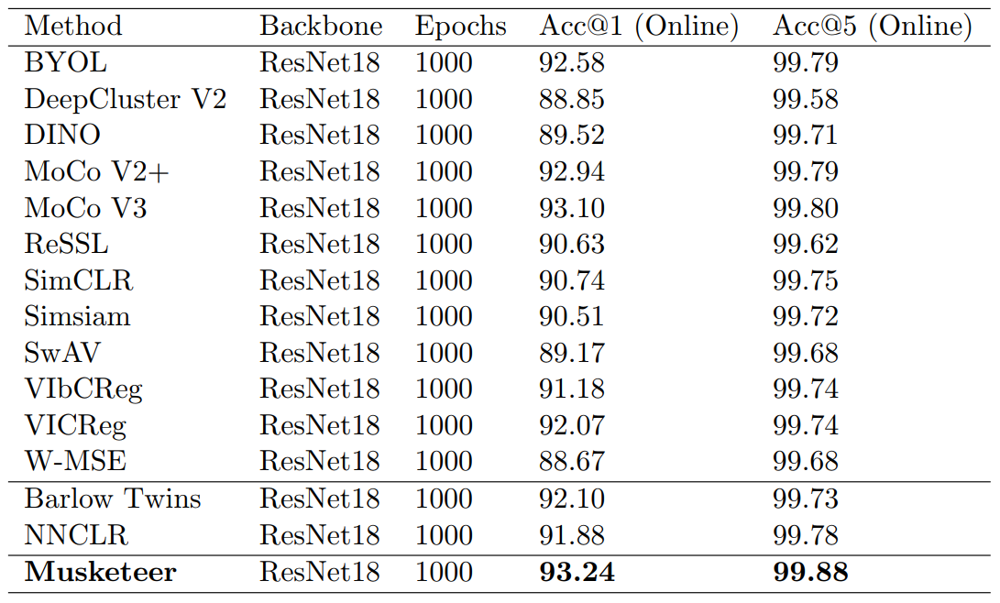 Method Backbone Epochs Acc@1 (Online) Acc@5 (Online)
BYOL ResNet18 1000 92.58 99.79
DeepCluster V2 ResNet18 1000 88.85 99.58
DINO ResNet18 1000 89.52 99.71
MoCo V2+ ResNet18 1000 92.94 99.79
MoCo V3 ResNet18 1000 93.10 99.80
ReSSL ResNet18 1000 90.63 99.62
SimCLR ResNet18 1000 90.74 99.75
Simsiam ResNet18 1000 90.51 99.72
SwAV ResNet18 1000 89.17 99.68
VIbCReg ResNet18 1000 91.18 99.74
VICReg ResNet18 1000 92.07 99.74
W-MSE ResNet18 1000 88.67 99.68
Barlow Twins ResNet18 1000 92.10 99.73
NNCLR ResNet18 1000 91.88 99.78
Musketeer ResNet18 1000 93.24 99.88